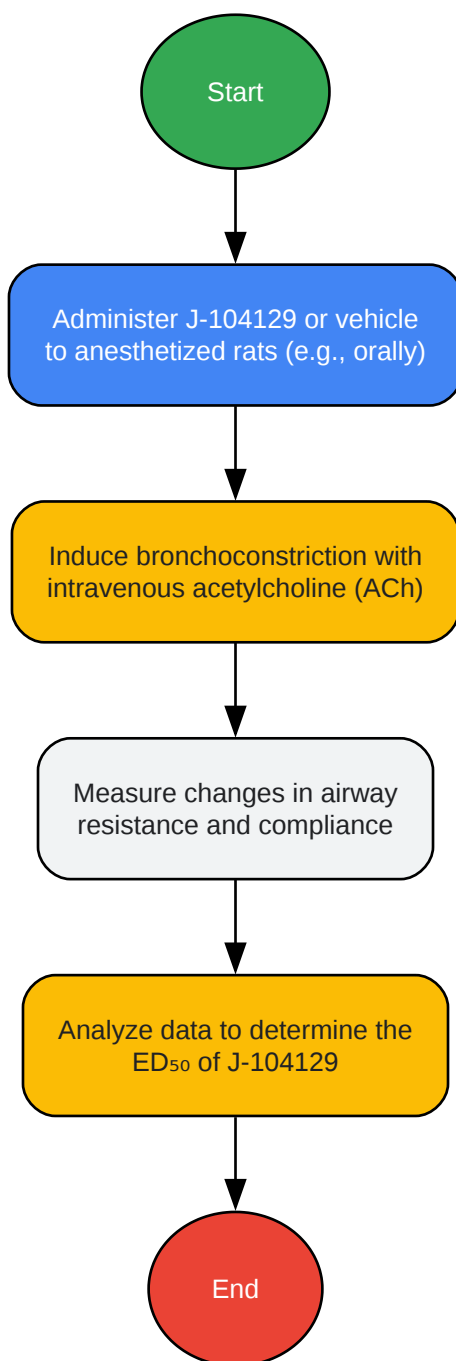 Start
Administer J-104129 or vehicle
to anesthetized rats (e.g., orally)
Induce bronchoconstriction with
intravenous acetylcholine (ACh)
Measure changes in airway
resistance and compliance
Analyze data to determine the
ED₅₀ of J-104129
End